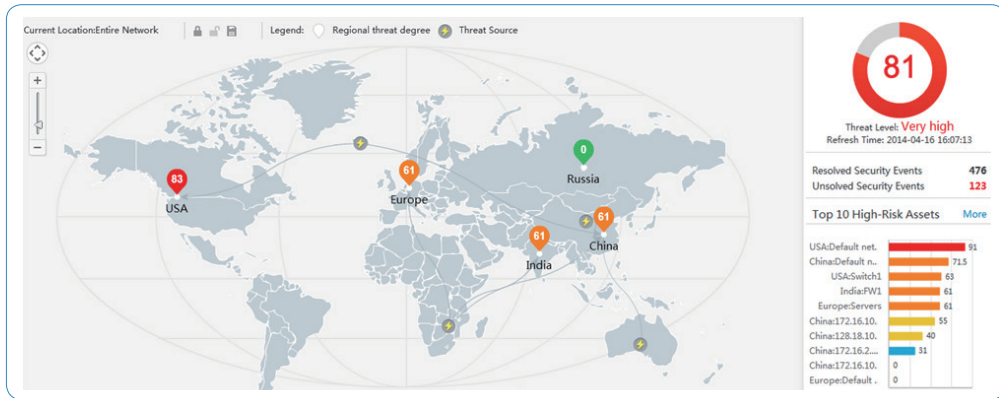 Current Location:Entire Network Legend: Regional threat degree Threat Source
83
USA
61
Europe
0
Russia
61
China
61
India
81
Threat Level: Very high
Refresh Time: 2014-04-16 16:07:13
Resolved Security Events 476
Unsolved Security Events 123
Top 10 High-Risk Assets More
USA:Default net. 91
China:Default n.. 71.5
USA:Switch1 63
India:FW1 61
Europe:Servers 61
China:172.16.10. 55
China:128.18.10. 40
China:172.16.2.... 31
China:172.16.10. 0
Europe:Default . 0